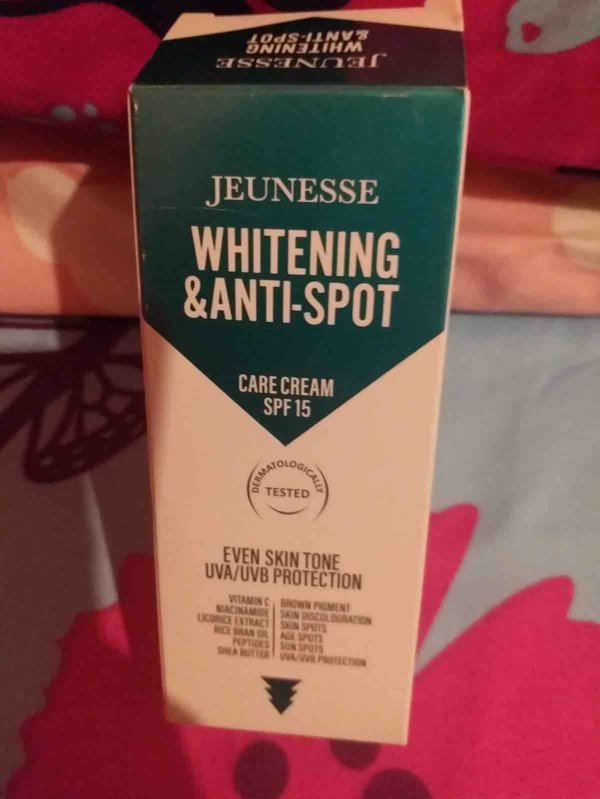 JEUNESSE
WHITENING
&ANTI-SPOT
JEUNESSE
WHITENING
&ANTI-SPOT
CARE CREAM
SPF 15
DERMATOLOGICALLY
TESTED
EVEN SKIN TONE
UVA/UVB PROTECTION
VITAMIN C
NIACINAMIDE
LICORICE EXTRACT
RICE BRAN OIL
PEPTIDES
SHEA BUTTER
BROWN PIGMENT
SKIN DISCOLOURATION
SKIN SPOTS
AGE SPOTS
SUN SPOTS
UVA/UVB PROTECTION